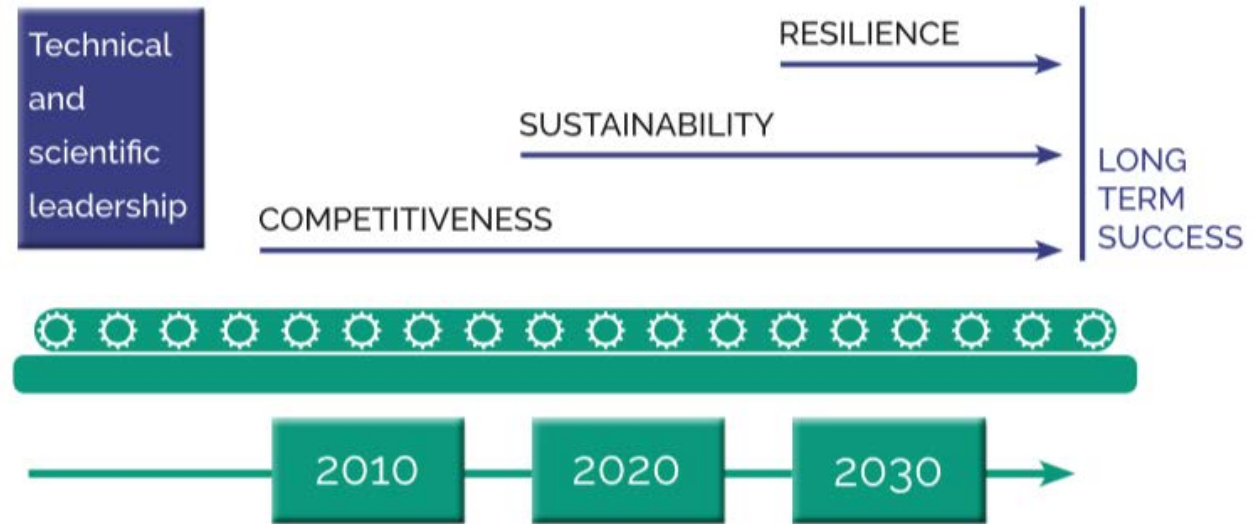 Technical
and
scientific
leadership
RESILIENCE
SUSTAINABILITY
COMPETITIVENESS
LONG
TERM
SUCCESS
2010
2020
2030